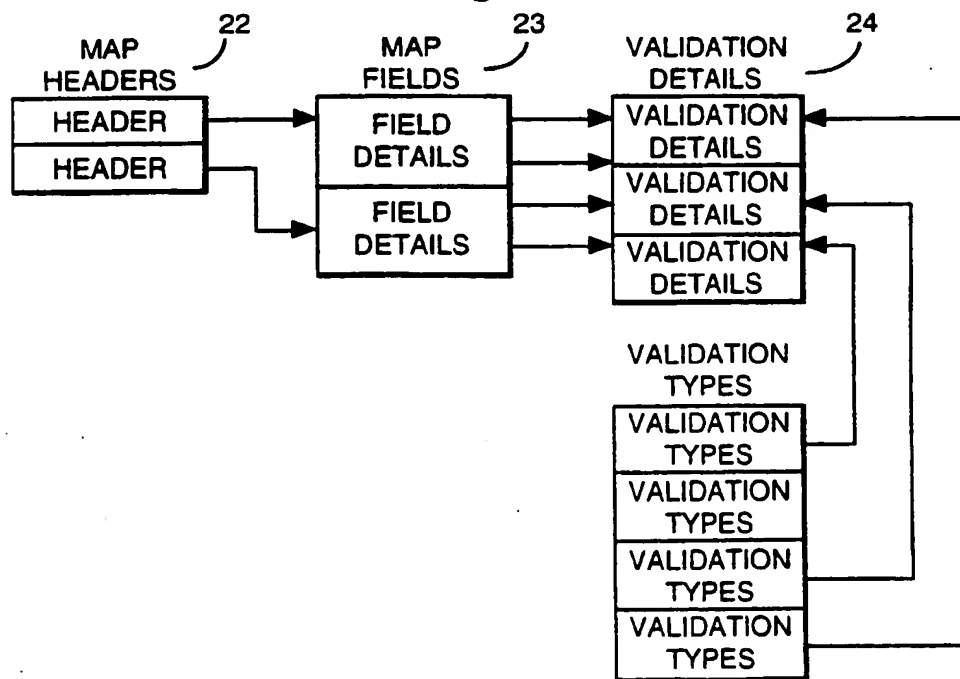 22
MAP
HEADERS
HEADER
HEADER
23
MAP
FIELDS
FIELD
DETAILS
FIELD
DETAILS
24
VALIDATION
DETAILS
VALIDATION
DETAILS
VALIDATION
DETAILS
VALIDATION
DETAILS
VALIDATION
TYPES
VALIDATION
TYPES
VALIDATION
TYPES
VALIDATION
TYPES
VALIDATION
TYPES